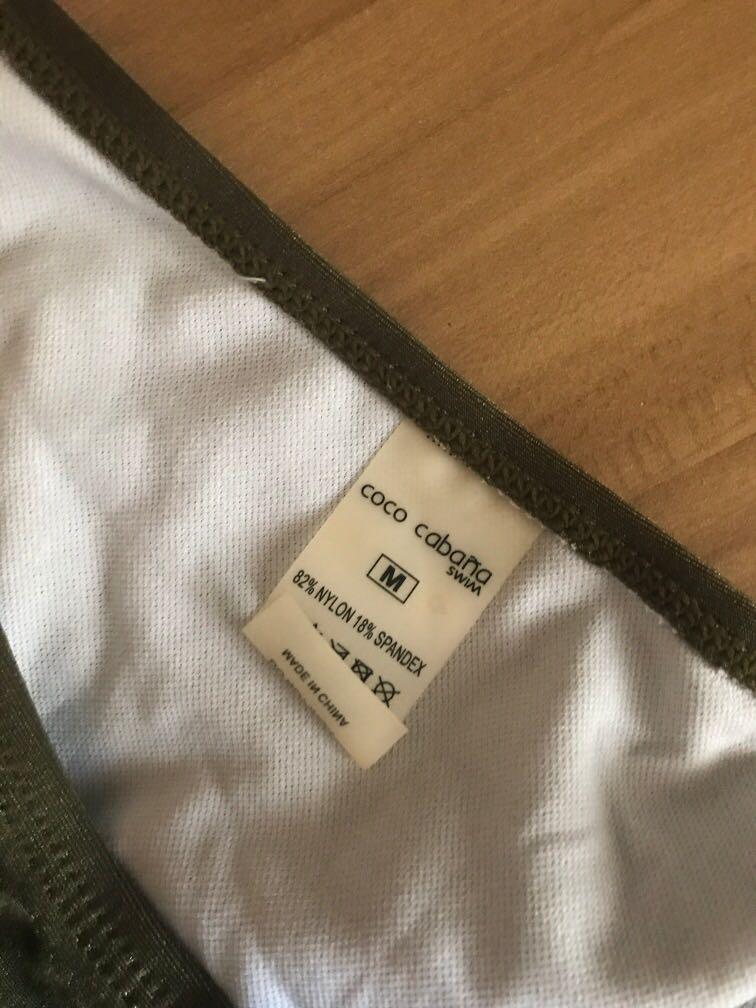 coco cabaña
SWIM
M
82% NYLON 18% SPANDEX
MADE IN CHINA